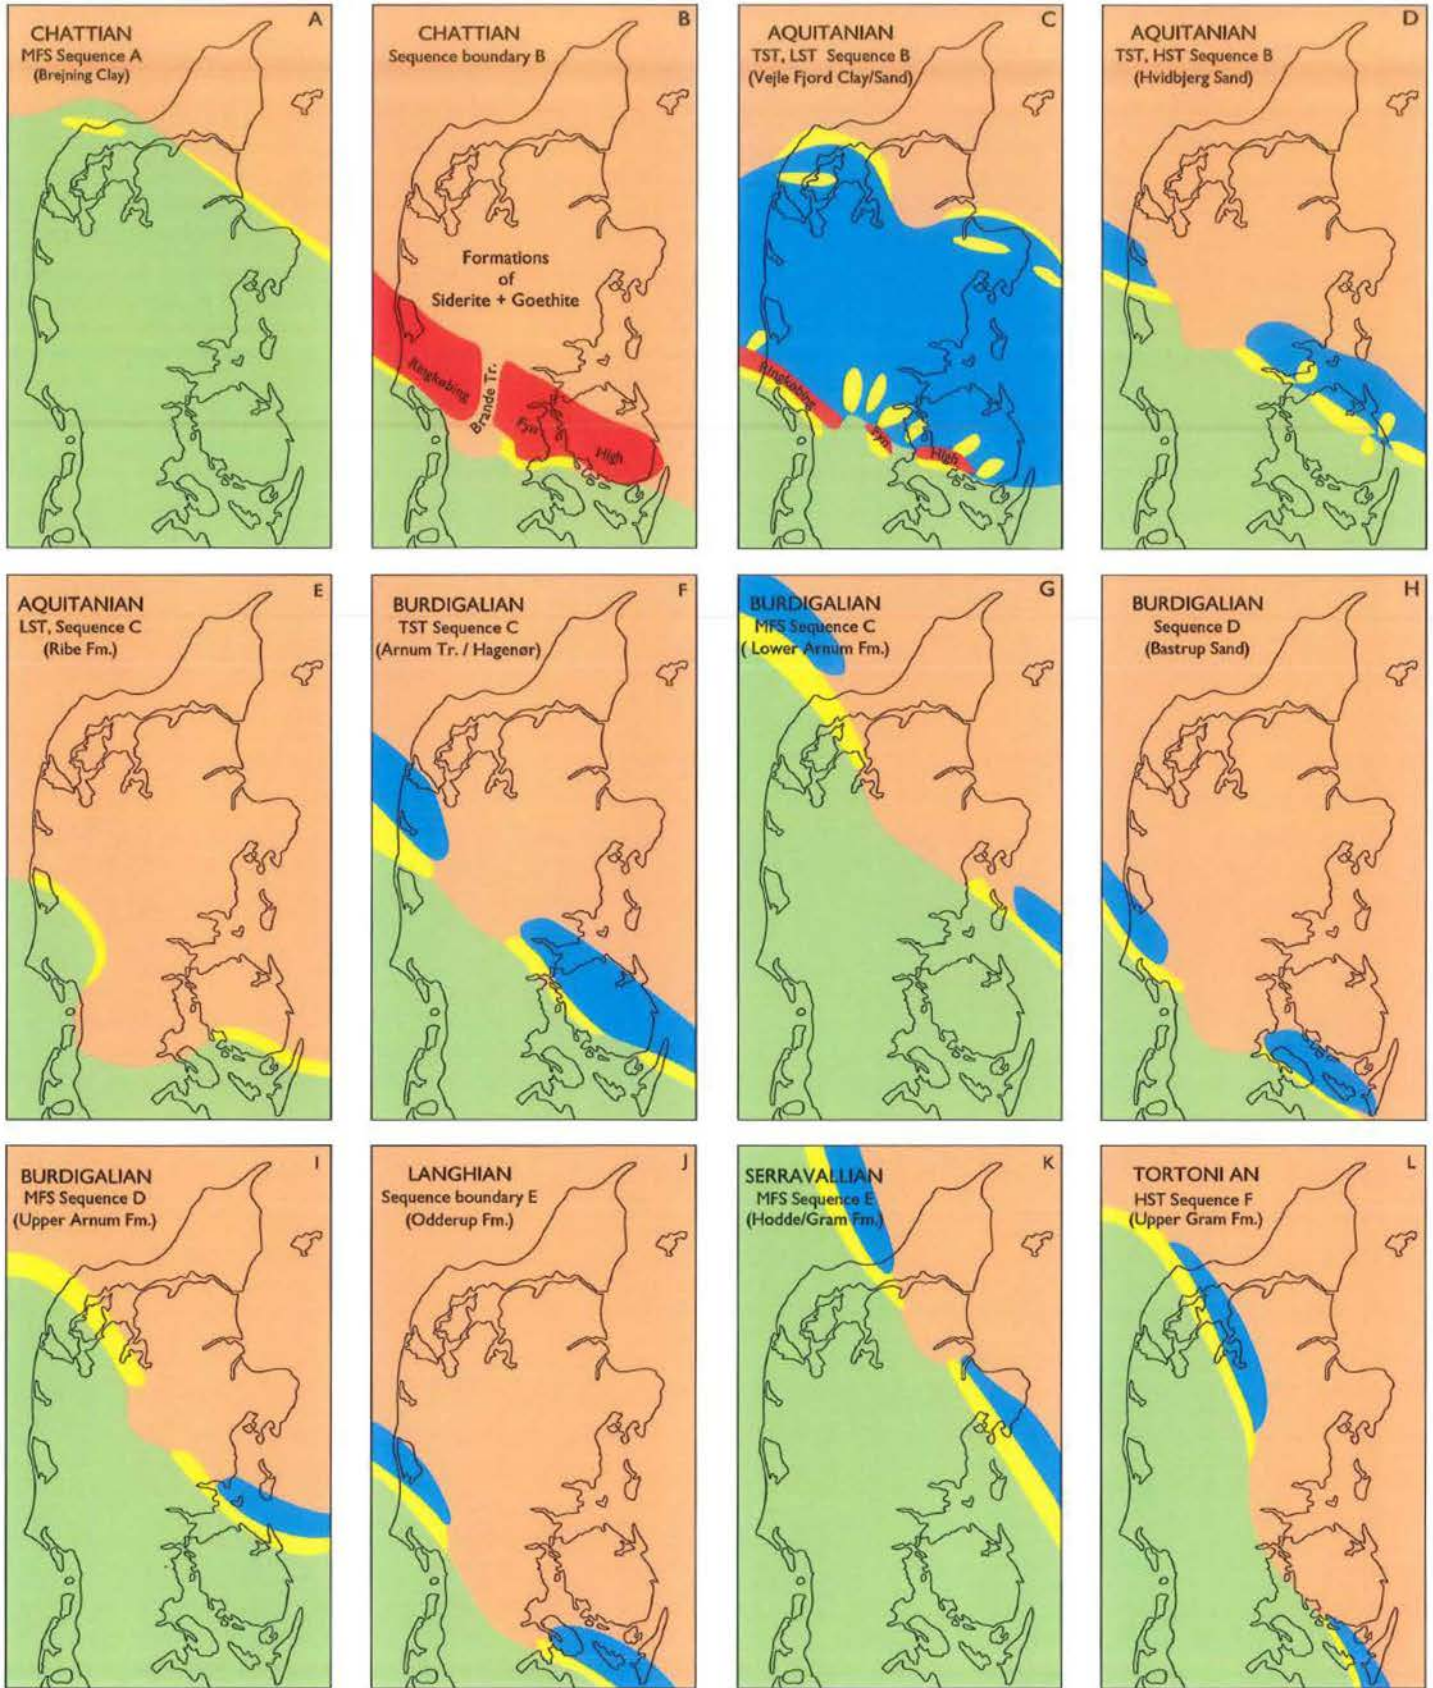 A
CHATTIAN
MFS Sequence A
(Brejning Clay)
B
CHATTIAN
Sequence boundary B
Formations
of
Siderite + Goethite
Ringkøbing
Brande Tr.
Fyn
High
C
AQUITANIAN
TST, LST Sequence B
(Vejle Fjord Clay/Sand)
Ringkøbing
Fyn
High
D
AQUITANIAN
TST, HST Sequence B
(Hvidbjerg Sand)
E
AQUITANIAN
LST, Sequence C
(Ribe Fm.)
F
BURDIGALIAN
TST Sequence C
(Arnum Tr. / Hagenør)
G
BURDIGALIAN
MFS Sequence C
( Lower Arnum Fm.)
H
BURDIGALIAN
Sequence D
(Bastrup Sand)
I
BURDIGALIAN
MFS Sequence D
(Upper Arnum Fm.)
J
LANGHIAN
Sequence boundary E
(Odderup Fm.)
K
SERRAVALLIAN
MFS Sequence E
(Hodde/Gram Fm.)
L
TORTONI AN
HST Sequence F
(Upper Gram Fm.)